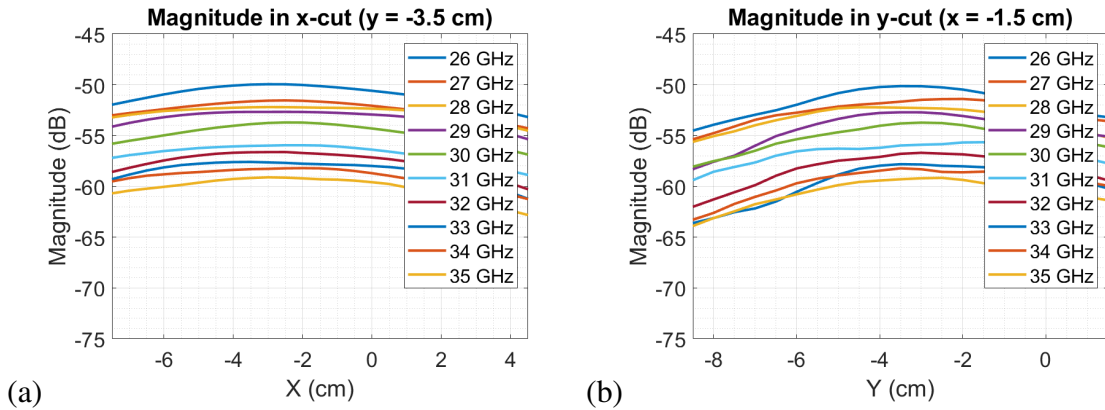 Magnitude in x-cut (y = -3.5 cm)
Magnitude (dB)
-45
-50
-55
-60
-65
-70
-75
26 GHz
27 GHz
28 GHz
29 GHz
30 GHz
31 GHz
32 GHz
33 GHz
34 GHz
35 GHz
-6
-4
-2
0
2
4
X (cm)
(a)
Magnitude in y-cut (x = -1.5 cm)
Magnitude (dB)
-45
-50
-55
-60
-65
-70
-75
26 GHz
27 GHz
28 GHz
29 GHz
30 GHz
31 GHz
32 GHz
33 GHz
34 GHz
35 GHz
-8
-6
-4
-2
0
Y (cm)
(b)